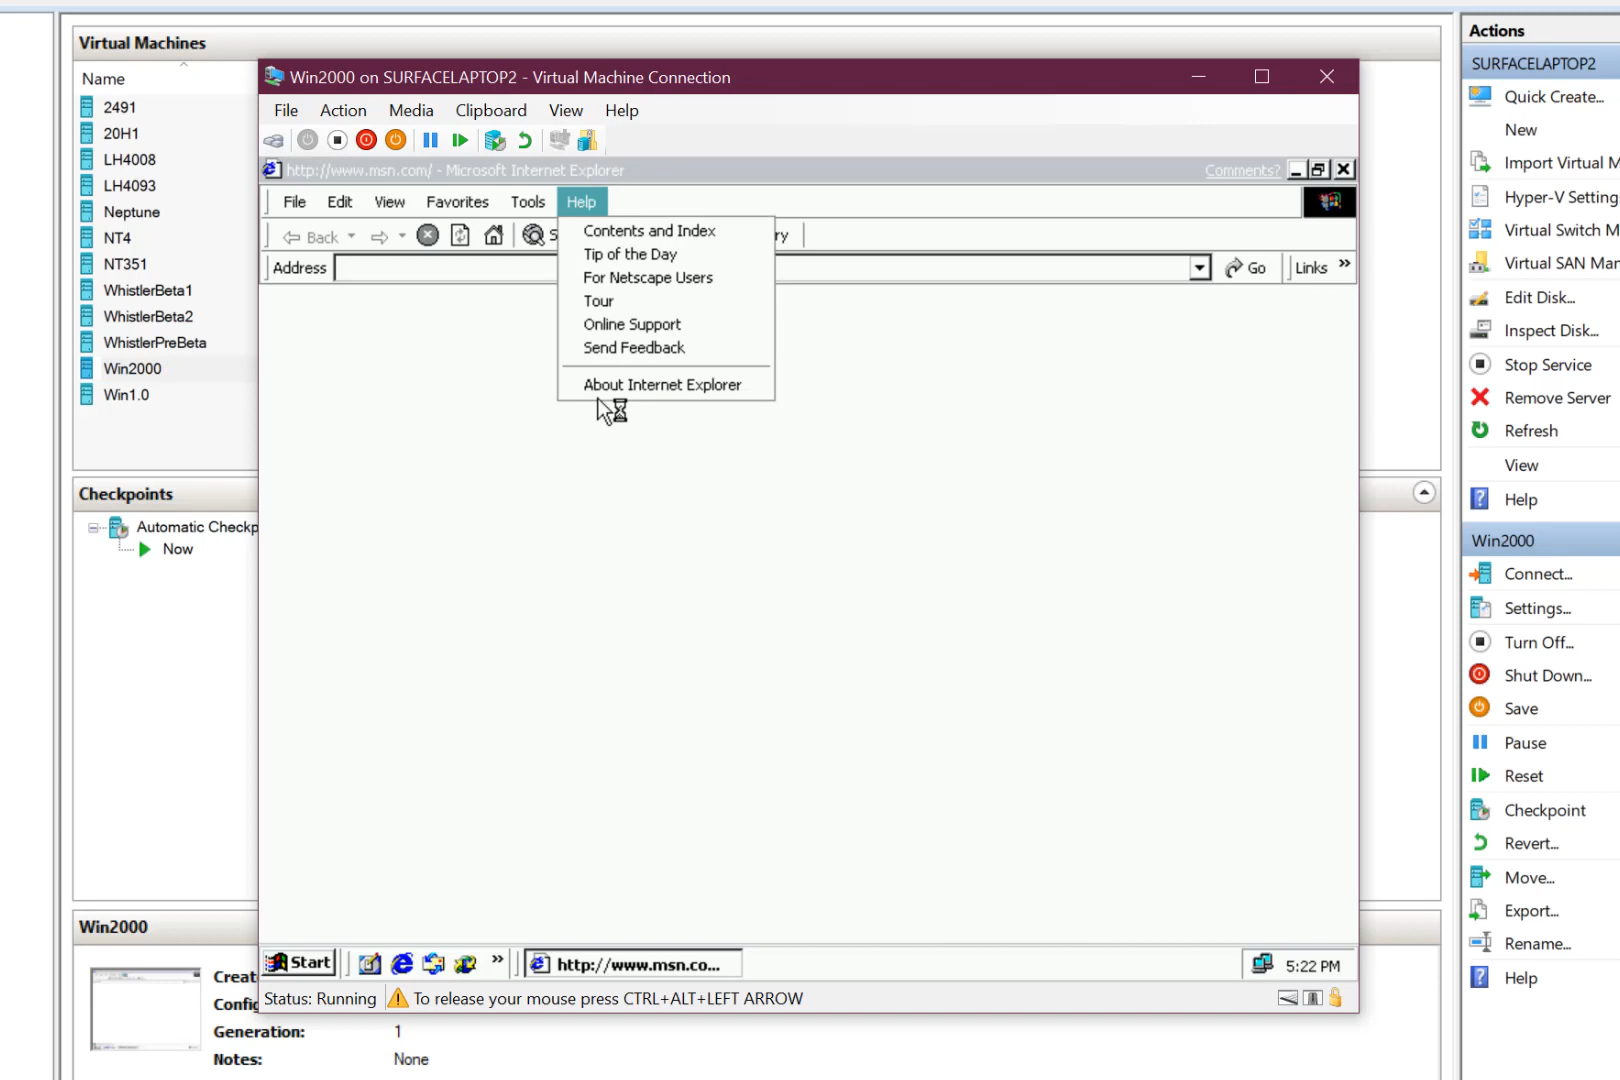 Virtual Machines
Name
2491
20H1
LH4008
LH4093
Neptune
NT4
NT351
WhistlerBeta1
WhistlerBeta2
WhistlerPreBeta
Win2000
Win1.0
Checkpoints
Automatic Checkp
Now
Win2000
Creat
Config
Generation: 1
Notes: None
Win2000 on SURFACELAPTOP2 - Virtual Machine Connection
File Action Media Clipboard View Help
http://www.msn.com/ - Microsoft Internet Explorer Comments?
File Edit View Favorites Tools Help
Back S ry
Address Go Links »
Contents and Index
Tip of the Day
For Netscape Users
Tour
Online Support
Send Feedback
About Internet Explorer
Start » http://www.msn.co... 5:22 PM
Status: Running To release your mouse press CTRL+ALT+LEFT ARROW
Actions
SURFACELAPTOP2
Quick Create...
New
Import Virtual M
Hyper-V Setting
Virtual Switch M
Virtual SAN Man
Edit Disk...
Inspect Disk...
Stop Service
Remove Server
Refresh
View
Help
Win2000
Connect...
Settings...
Turn Off...
Shut Down...
Save
Pause
Reset
Checkpoint
Revert...
Move...
Export...
Rename...
Help